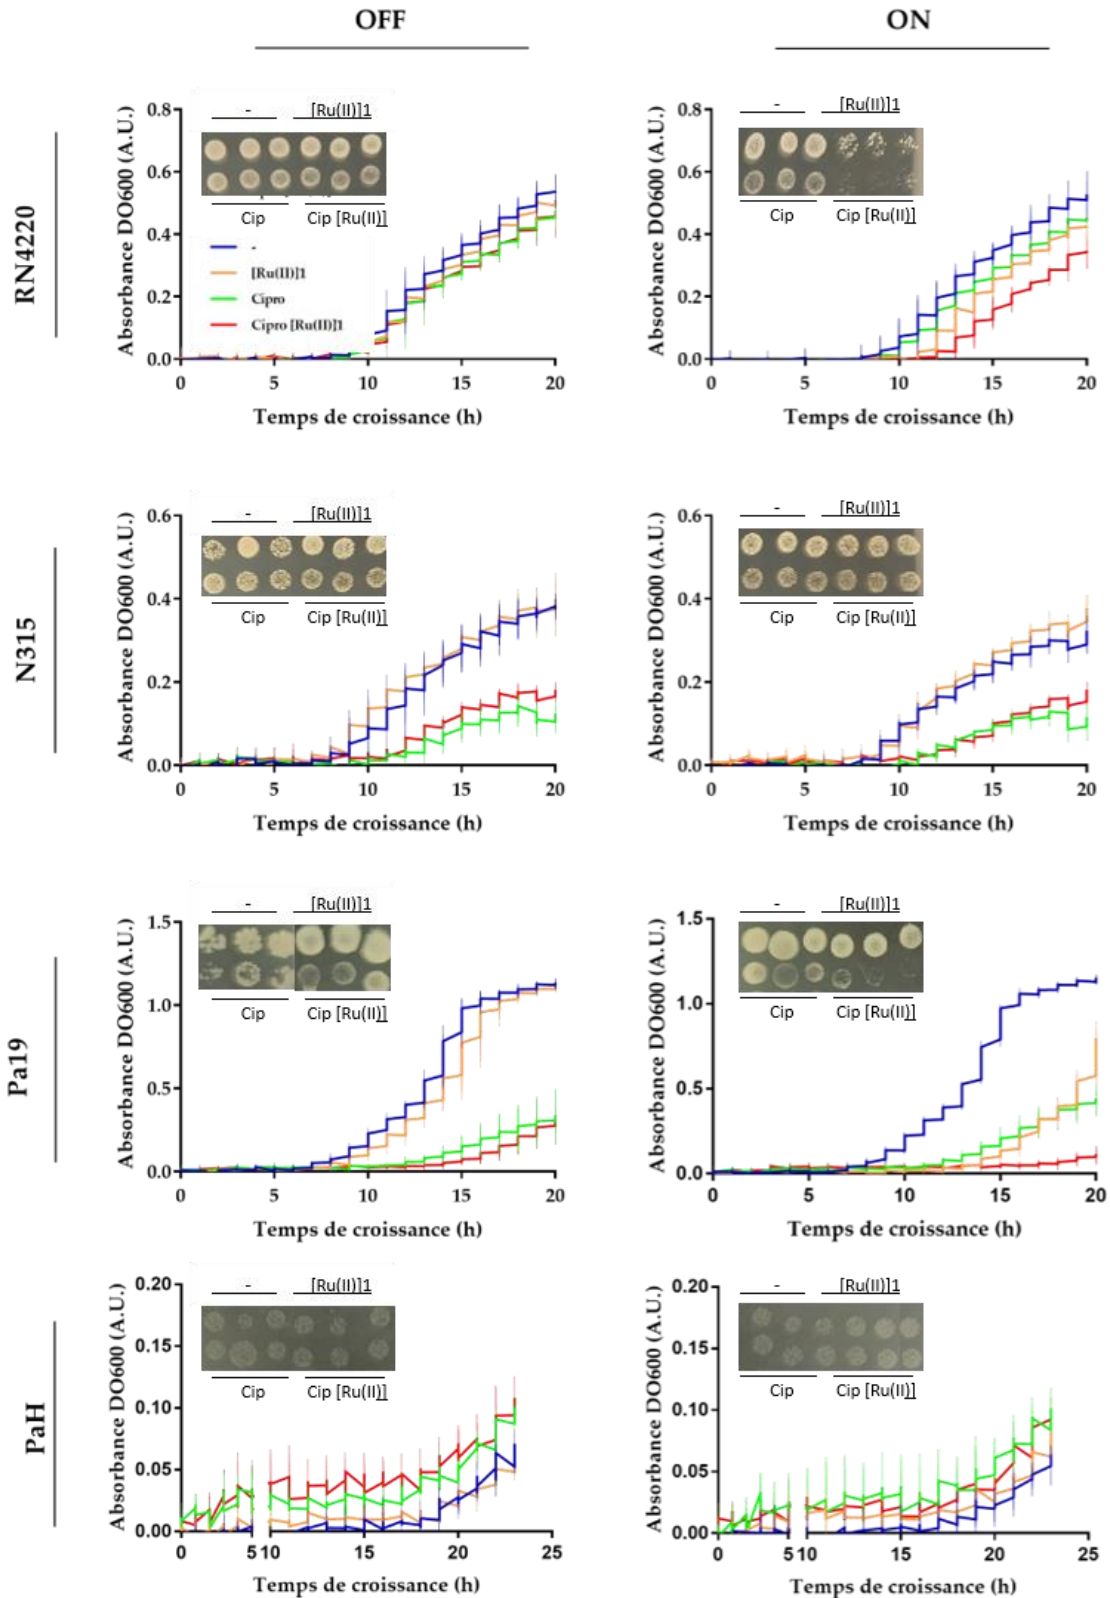 OFF
ON
RN4220
Absorbance DO600 (A.U.)
0.8
0.6
0.4
0.2
0.0
- [Ru(II)]1
Cip Cip [Ru(II)]
-
[Ru(II)]1
Cipro
Cipro [Ru(II)]1
0 5 10 15 20
Temps de croissance (h)
Absorbance DO600 (A.U.)
0.8
0.6
0.4
0.2
0.0
- [Ru(II)]1
Cip Cip [Ru(II)]
0 5 10 15 20
Temps de croissance (h)
N315
Absorbance DO600 (A.U.)
0.6
0.4
0.2
0.0
- [Ru(II)]1
Cip Cip [Ru(II)]
0 5 10 15 20
Temps de croissance (h)
Absorbance DO600 (A.U.)
0.6
0.4
0.2
0.0
- [Ru(II)]1
Cip Cip [Ru(II)]
0 5 10 15 20
Temps de croissance (h)
Pa19
Absorbance DO600 (A.U.)
1.5
1.0
0.5
0.0
- [Ru(II)]1
Cip Cip [Ru(II)]
0 5 10 15 20
Temps de croissance (h)
Absorbance DO600 (A.U.)
1.5
1.0
0.5
0.0
- [Ru(II)]1
Cip Cip [Ru(II)]
0 5 10 15 20
Temps de croissance (h)
PaH
Absorbance DO600 (A.U.)
0.20
0.15
0.10
0.05
0.00
- [Ru(II)]1
Cip Cip [Ru(II)]
0 5 10 15 20 25
Temps de croissance (h)
Absorbance DO600 (A.U.)
0.20
0.15
0.10
0.05
0.00
- [Ru(II)]1
Cip Cip [Ru(II)]
0 5 10 15 20 25
Temps de croissance (h)